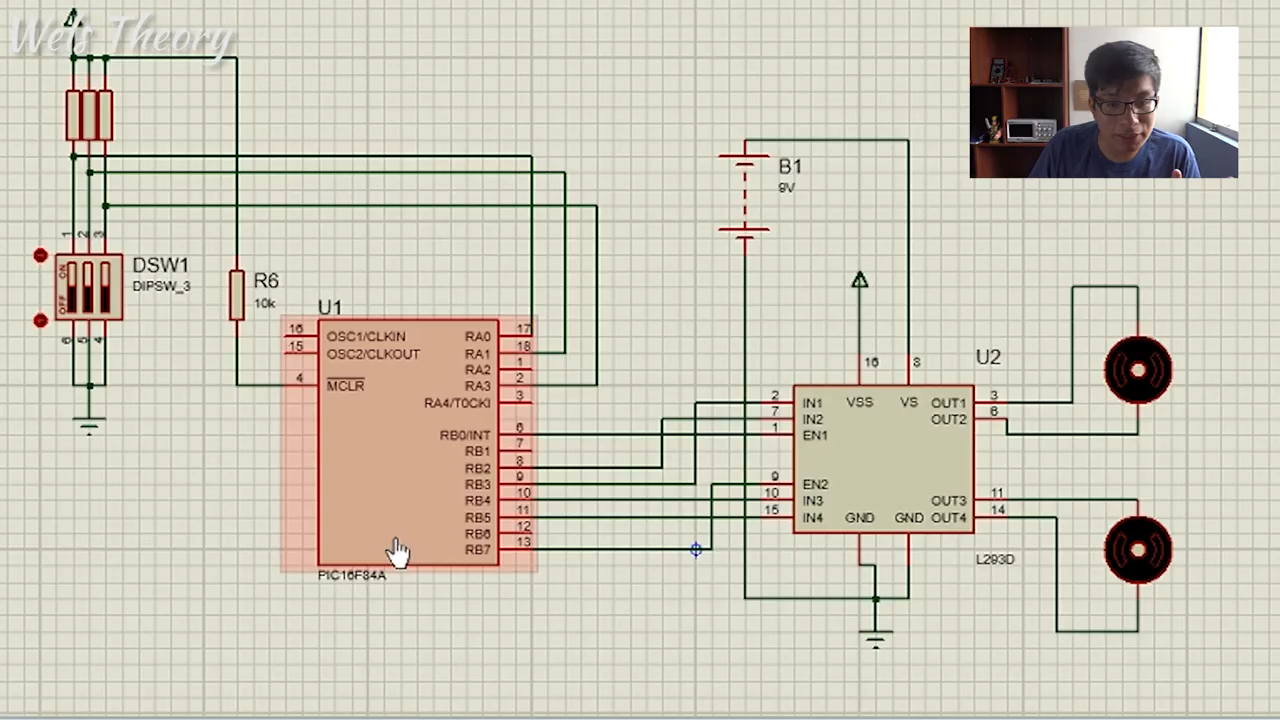 Weis Theory
B1
9V
1 2 3
ON
OFF
DSW1
DIPSW_3
6 5 4
R6
10k
U1
16 OSC1/CLKIN
15 OSC2/CLKOUT
4 MCLR
RA0 17
RA1 18
RA2 1
RA3 2
RA4/T0CKI 3
RB0/INT 6
RB1 7
RB2 8
RB3 9
RB4 10
RB5 11
RB6 12
RB7 13
PIC16F84A
U2
16 8
2 IN1
7 IN2
1 EN1
9 EN2
10 IN3
15 IN4
VSS VS
GND GND
OUT1 3
OUT2 6
OUT3 11
OUT4 14
L293D